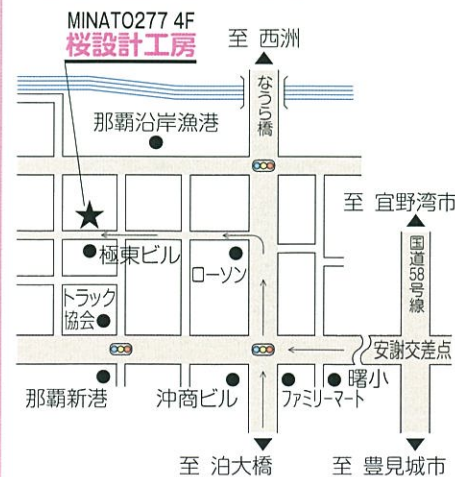 MINATO277 4F
桜設計工房
至 西洲
なうら橋
那覇沿岸漁港
至 宜野湾市
国道58号線
極東ビル
ローソン
トラック
協会
安謝交差点
那覇新港
沖商ビル
ファミリーマート
曙小
至 泊大橋
至 豊見城市